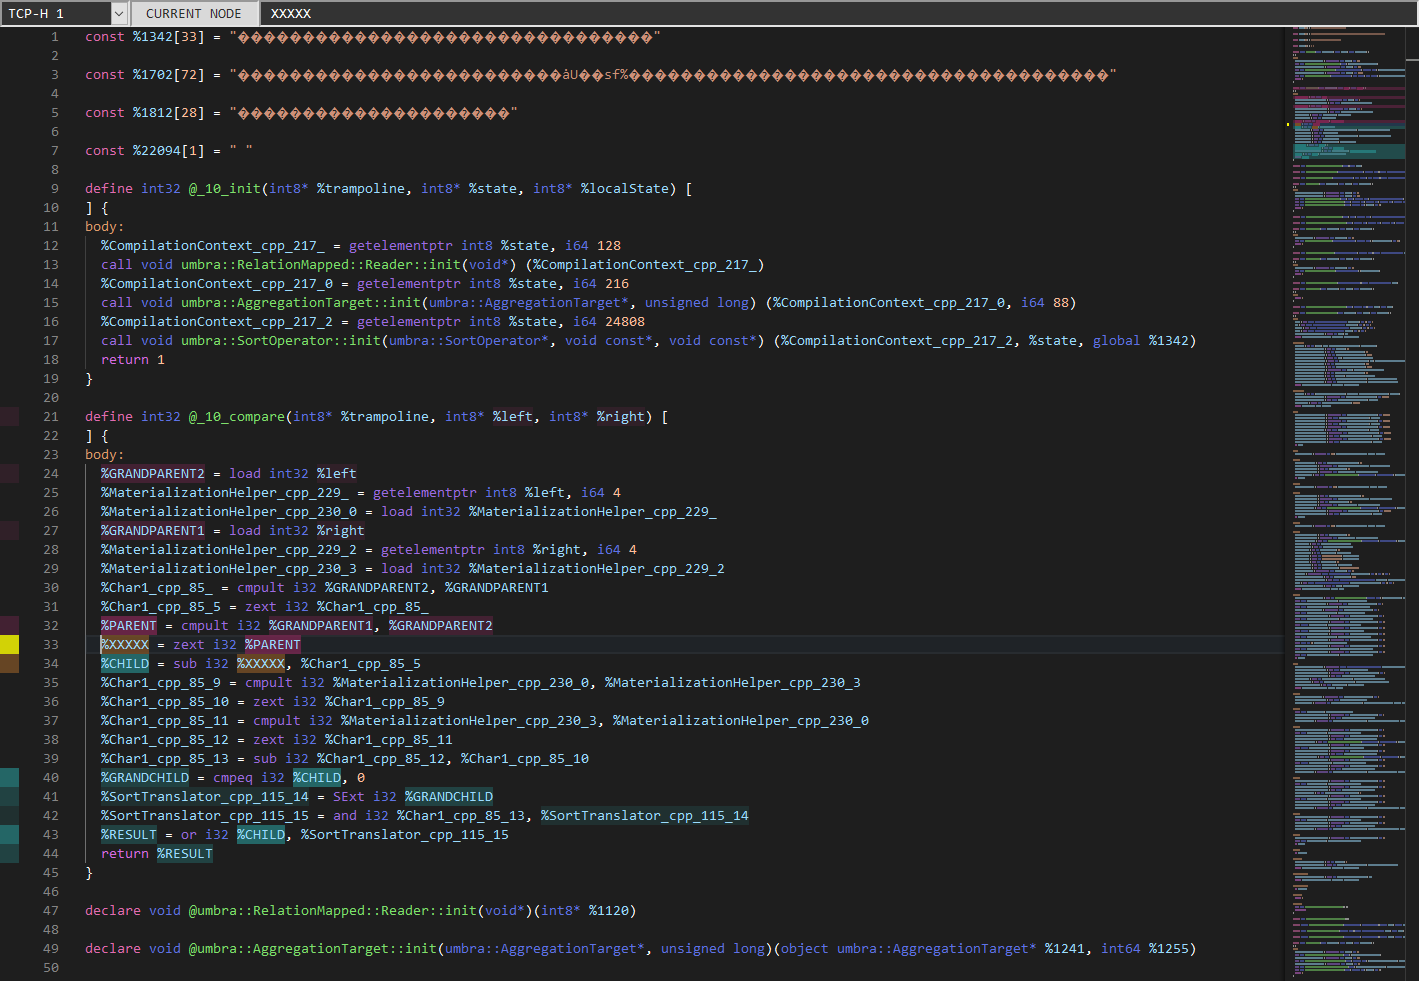 TCP-H 1 CURRENT NODE XXXXX
1 const %1342[33] = "��������������������������������"
2
3 const %1702[72] = "�������������������������âU��sf%�������������������������������������"
4
5 const %1812[28] = "���������������������"
6
7 const %22094[1] = " "
8
9 define int32 @_10_init(int8* %trampoline, int8* %state, int8* %localState) [
10 ] {
11 body:
12 %CompilationContext_cpp_217_ = getelementptr int8 %state, i64 128
13 call void umbra::RelationMapped::Reader::init(void*) (%CompilationContext_cpp_217_)
14 %CompilationContext_cpp_217_0 = getelementptr int8 %state, i64 216
15 call void umbra::AggregationTarget::init(umbra::AggregationTarget*, unsigned long) (%CompilationContext_cpp_217_0, i64 88)
16 %CompilationContext_cpp_217_2 = getelementptr int8 %state, i64 24808
17 call void umbra::SortOperator::init(umbra::SortOperator*, void const*, void const*) (%CompilationContext_cpp_217_2, %state, global %1342)
18 return 1
19 }
20
21 define int32 @_10_compare(int8* %trampoline, int8* %left, int8* %right) [
22 ] {
23 body:
24 %GRANDPARENT2 = load int32 %left
25 %MaterializationHelper_cpp_229_ = getelementptr int8 %left, i64 4
26 %MaterializationHelper_cpp_230_0 = load int32 %MaterializationHelper_cpp_229_
27 %GRANDPARENT1 = load int32 %right
28 %MaterializationHelper_cpp_229_2 = getelementptr int8 %right, i64 4
29 %MaterializationHelper_cpp_230_3 = load int32 %MaterializationHelper_cpp_229_2
30 %Char1_cpp_85_ = cmpult i32 %GRANDPARENT2, %GRANDPARENT1
31 %Char1_cpp_85_5 = zext i32 %Char1_cpp_85_
32 %PARENT = cmpult i32 %GRANDPARENT1, %GRANDPARENT2
33 %XXXXX = zext i32 %PARENT
34 %CHILD = sub i32 %XXXXX, %Char1_cpp_85_5
35 %Char1_cpp_85_9 = cmpult i32 %MaterializationHelper_cpp_230_0, %MaterializationHelper_cpp_230_3
36 %Char1_cpp_85_10 = zext i32 %Char1_cpp_85_9
37 %Char1_cpp_85_11 = cmpult i32 %MaterializationHelper_cpp_230_3, %MaterializationHelper_cpp_230_0
38 %Char1_cpp_85_12 = zext i32 %Char1_cpp_85_11
39 %Char1_cpp_85_13 = sub i32 %Char1_cpp_85_12, %Char1_cpp_85_10
40 %GRANDCHILD = cmpeq i32 %CHILD, 0
41 %SortTranslator_cpp_115_14 = SExt i32 %GRANDCHILD
42 %SortTranslator_cpp_115_15 = and i32 %Char1_cpp_85_13, %SortTranslator_cpp_115_14
43 %RESULT = or i32 %CHILD, %SortTranslator_cpp_115_15
44 return %RESULT
45 }
46
47 declare void @umbra::RelationMapped::Reader::init(void*)(int8* %1120)
48
49 declare void @umbra::AggregationTarget::init(umbra::AggregationTarget*, unsigned long)(object umbra::AggregationTarget* %1241, int64 %1255)
50